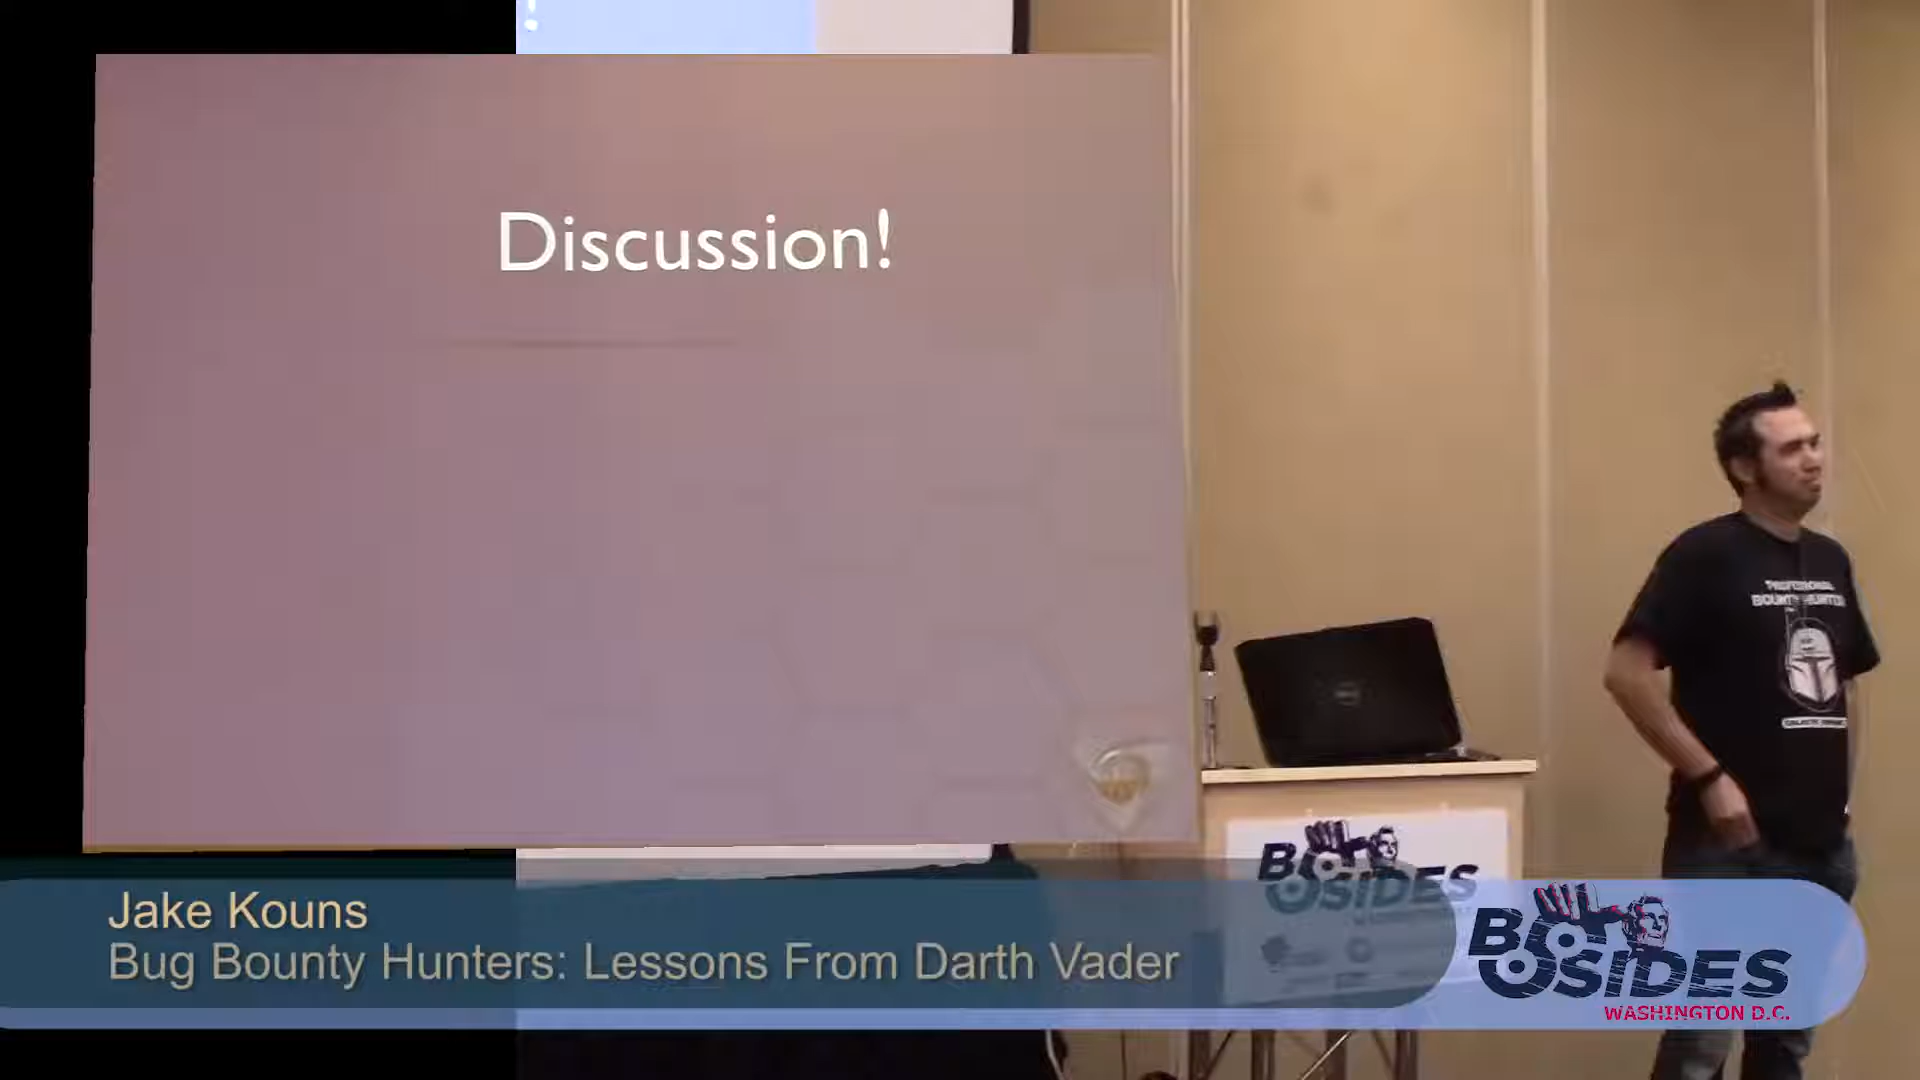 Discussion!
PROFESSIONAL
BOUNTY HUNTER
BSIDES
Jake Kouns
Bug Bounty Hunters: Lessons From Darth Vader
BSIDES
WASHINGTON D.C.